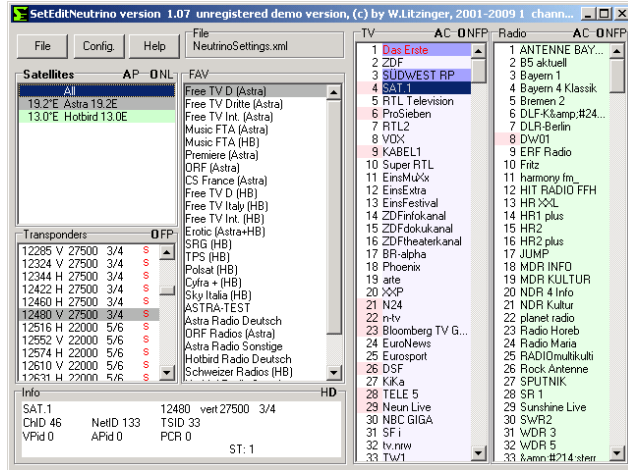 SetEditNeutrino version 1.07 unregistered demo version, (c) by W.Litzinger, 2001-2009 1 chann...
File
Config.
Help
File
NeutrinoSettings.xml
Satellites AP ONL
All
19.2°E Astra 19.2E
13.0°E Hotbird 13.0E
Transponders OFP
12285 V 27500 3/4 S
12324 V 27500 3/4 S
12344 H 27500 3/4 S
12422 H 27500 3/4 S
12460 H 27500 3/4 S
12480 V 27500 3/4 S
12516 H 22000 5/6 S
12552 V 22000 5/6 S
12574 H 22000 5/6 S
12610 V 22000 5/6 S
12631 H 22000 5/6 S
FAV
Free TV D (Astra)
Free TV Dritte (Astra)
Free TV Int. (Astra)
Music FTA (Astra)
Music FTA (HB)
Premiere (Astra)
ORF (Astra)
CS France (Astra)
Free TV D (HB)
Free TV Italy (HB)
Free TV Int. (HB)
Erotic (Astra+HB)
SRG (HB)
TPS (HB)
Polsat (HB)
Cyfra + (HB)
Sky Italia (HB)
ASTRA-TEST
Astra Radio Deutsch
ORF Radios (Astra)
Astra Radio Sonstige
Hotbird Radio Deutsch
Schweizer Radios (HB)
Info HD
SAT.1 12480 vert 27500 3/4
ChID 46 NetID 133 TSID 33
VPid 0 APid 0 PCR 0
ST: 1
TV AC ONFP
1 Das Erste
2 ZDF
3 SÜDWEST RP
4 SAT.1
5 RTL Television
6 ProSieben
7 RTL2
8 VOX
9 KABEL1
10 Super RTL
11 EinsMuXx
12 EinsExtra
13 EinsFestival
14 ZDFinfokanal
15 ZDFdokukanal
16 ZDFtheaterkanal
17 BR-alpha
18 Phoenix
19 arte
20 XXP
21 N24
22 n-tv
23 Bloomberg TV G...
24 EuroNews
25 Eurosport
26 DSF
27 KiKa
28 TELE 5
29 Neun Live
30 NBC GIGA
31 SF i
32 tv.nrw
33 TW1
Radio AC ONFP
1 ANTENNE BAY...
2 B5 aktuell
3 Bayern 1
4 Bayern 4 Klassik
5 Bremen 2
6 DLF-K&amp;#24...
7 DLR-Berlin
8 DW01
9 ERF Radio
10 Fritz
11 harmony fm_
12 HIT RADIO FFH
13 HR XXL
14 HR1 plus
15 HR2
16 HR2 plus
17 JUMP
18 MDR INFO
19 MDR KULTUR
20 NDR 4 Info
21 NDR Kultur
22 planet radio
23 Radio Horeb
24 Radio Maria
25 RADIOmultikulti
26 Rock Antenne
27 SPUTNIK
28 SR 1
29 Sunshine Live
30 SWR2
31 WDR 3
32 WDR 5
33 &amp;#214;sterr